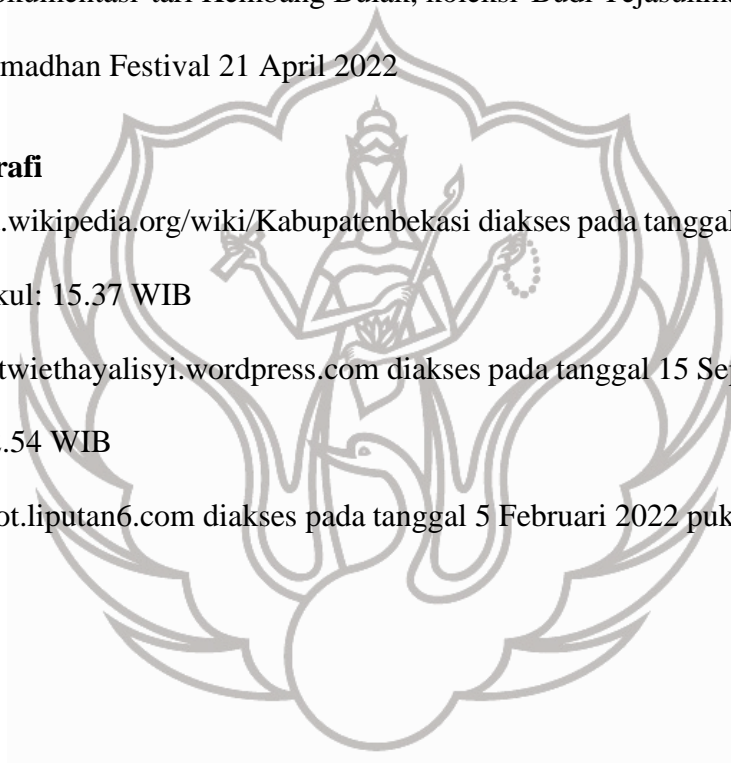 tari Kembang Bulan, koleksi Budi
madhan Festival 21 April 2022
rafi
.wikipedia.org/wiki/Kabupatenbekasi diakses pada tanggal
kul: 15.37 WIB
twiethayalisyi.wordpress.com diakses pada tanggal 15 Se
.54 WIB
ot.liputan6.com diakses pada tanggal 5 Februari 2022 puk